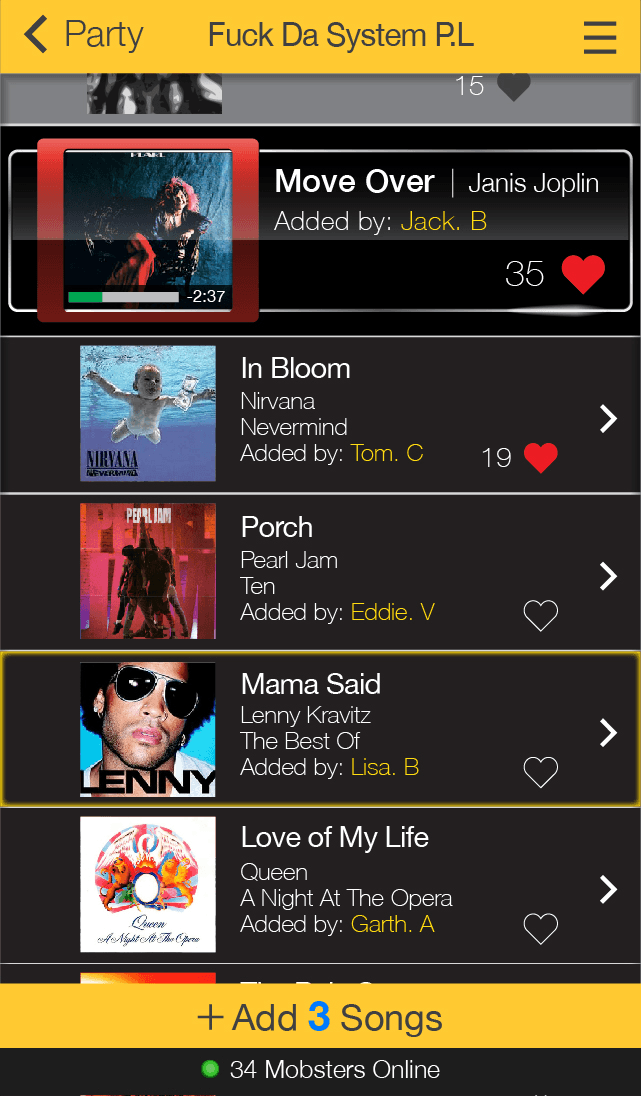 Party
Fuck Da System P.L
15
PEARL
Move Over | Janis Joplin
Added by: Jack. B
35
-2:37
In Bloom
Nirvana
Nevermind
Added by: Tom. C
19
NIRVANA
NEVERMIND
PEARL JAM
Porch
Pearl Jam
Ten
Added by: Eddie. V
Mama Said
Lenny Kravitz
The Best Of
Added by: Lisa. B
LENNY
Love of My Life
Queen
A Night At The Opera
Added by: Garth. A
Queen
A Night At The Opera
+ Add 3 Songs
34 Mobsters Online